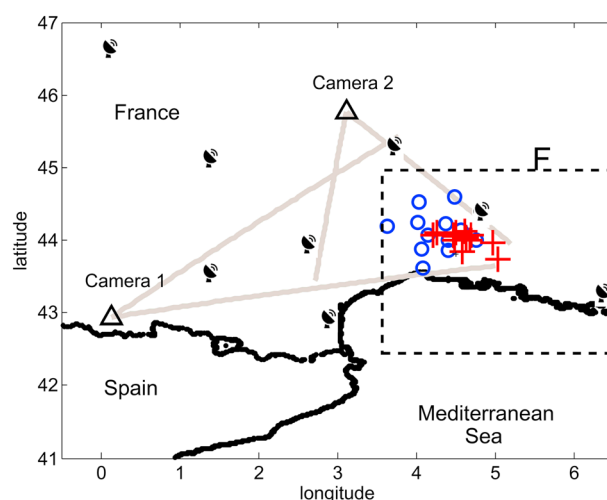 47
46
45
44
43
42
41
latitude
France
Camera 2
F
Camera 1
Spain
Mediterranean
Sea
0
1
2
3
4
5
6
longitude